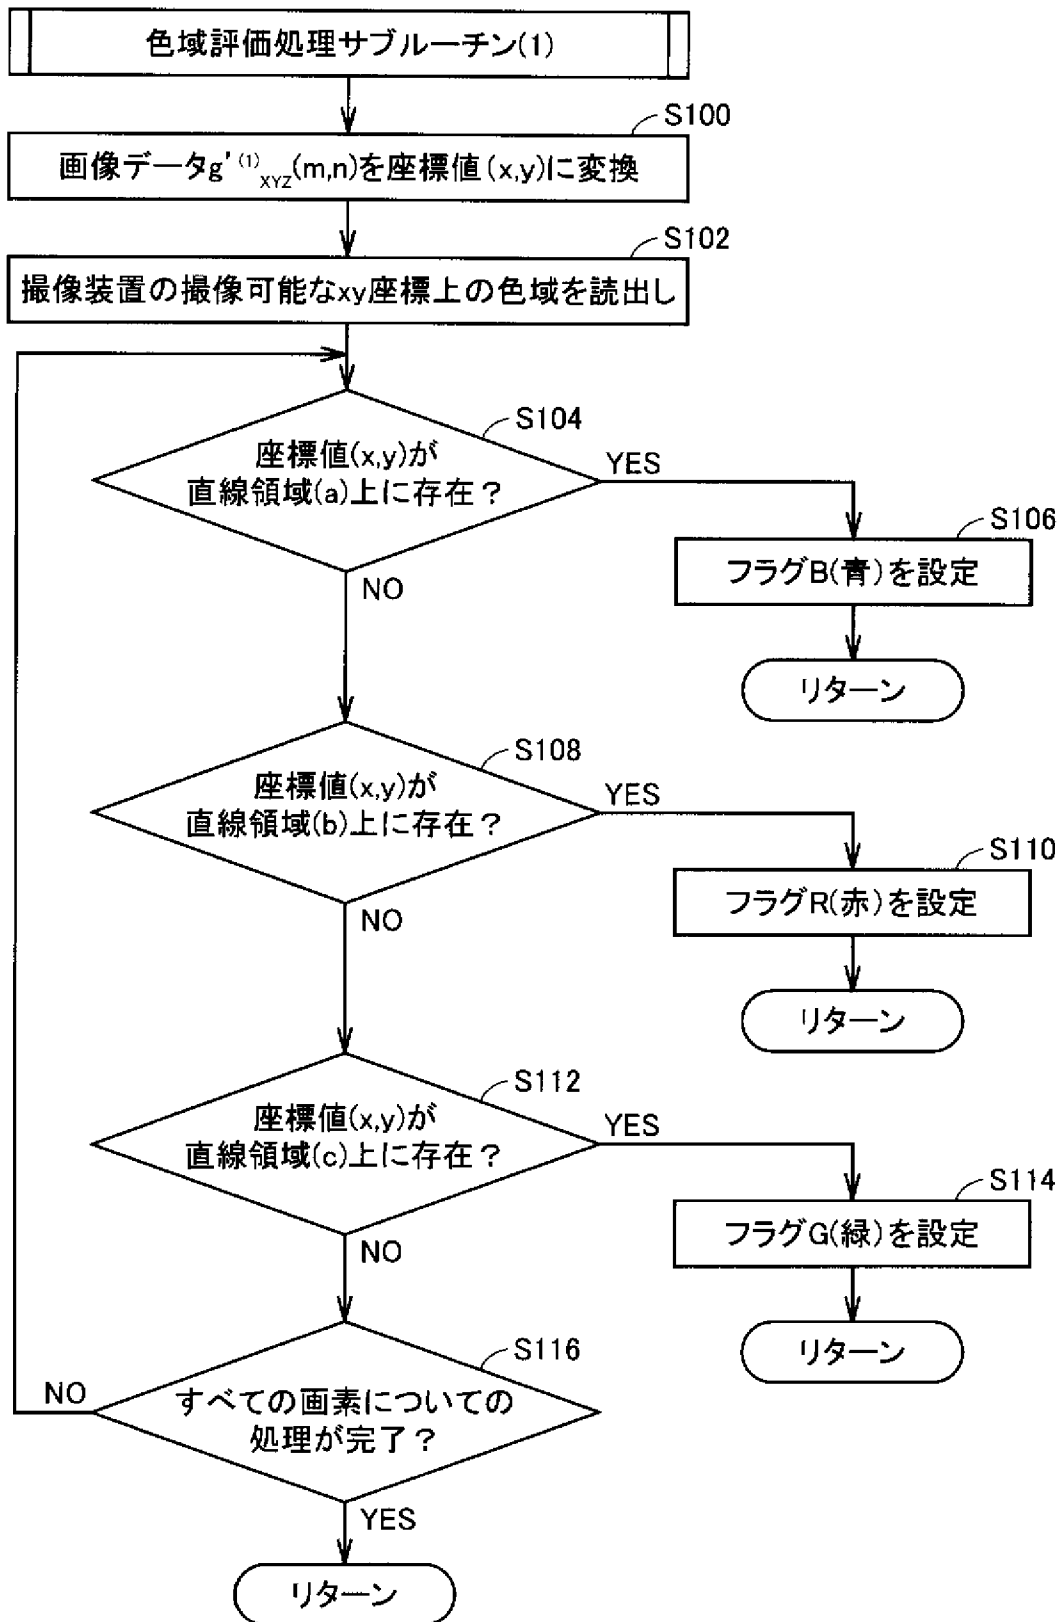 色域評価処理サブルーチン(1)
S100
画像データg'(1)XYZ(m,n)を座標値(x,y)に変換
S102
撮像装置の撮像可能なxy座標上の色域を読出し
S104
座標値(x,y)が
直線領域(a)上に存在？
YES
NO
S106
フラグB(青)を設定
リターン
S108
座標値(x,y)が
直線領域(b)上に存在？
YES
NO
S110
フラグR(赤)を設定
リターン
S112
座標値(x,y)が
直線領域(c)上に存在？
YES
NO
S114
フラグG(緑)を設定
リターン
S116
すべての画素についての
処理が完了？
NO
YES
リターン